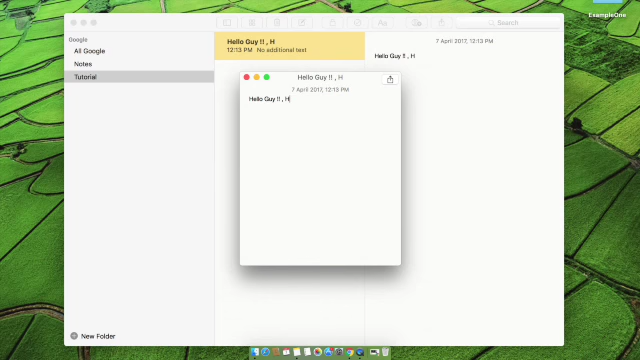 ExampleOne
Search
Google
All Google
Notes
Tutorial
New Folder
Hello Guy !! , H
12:13 PM No additional text
7 April 2017, 12:13 PM
Hello Guy !! , H
Hello Guy !! , H
7 April 2017, 12:13 PM
Hello Guy !! , H